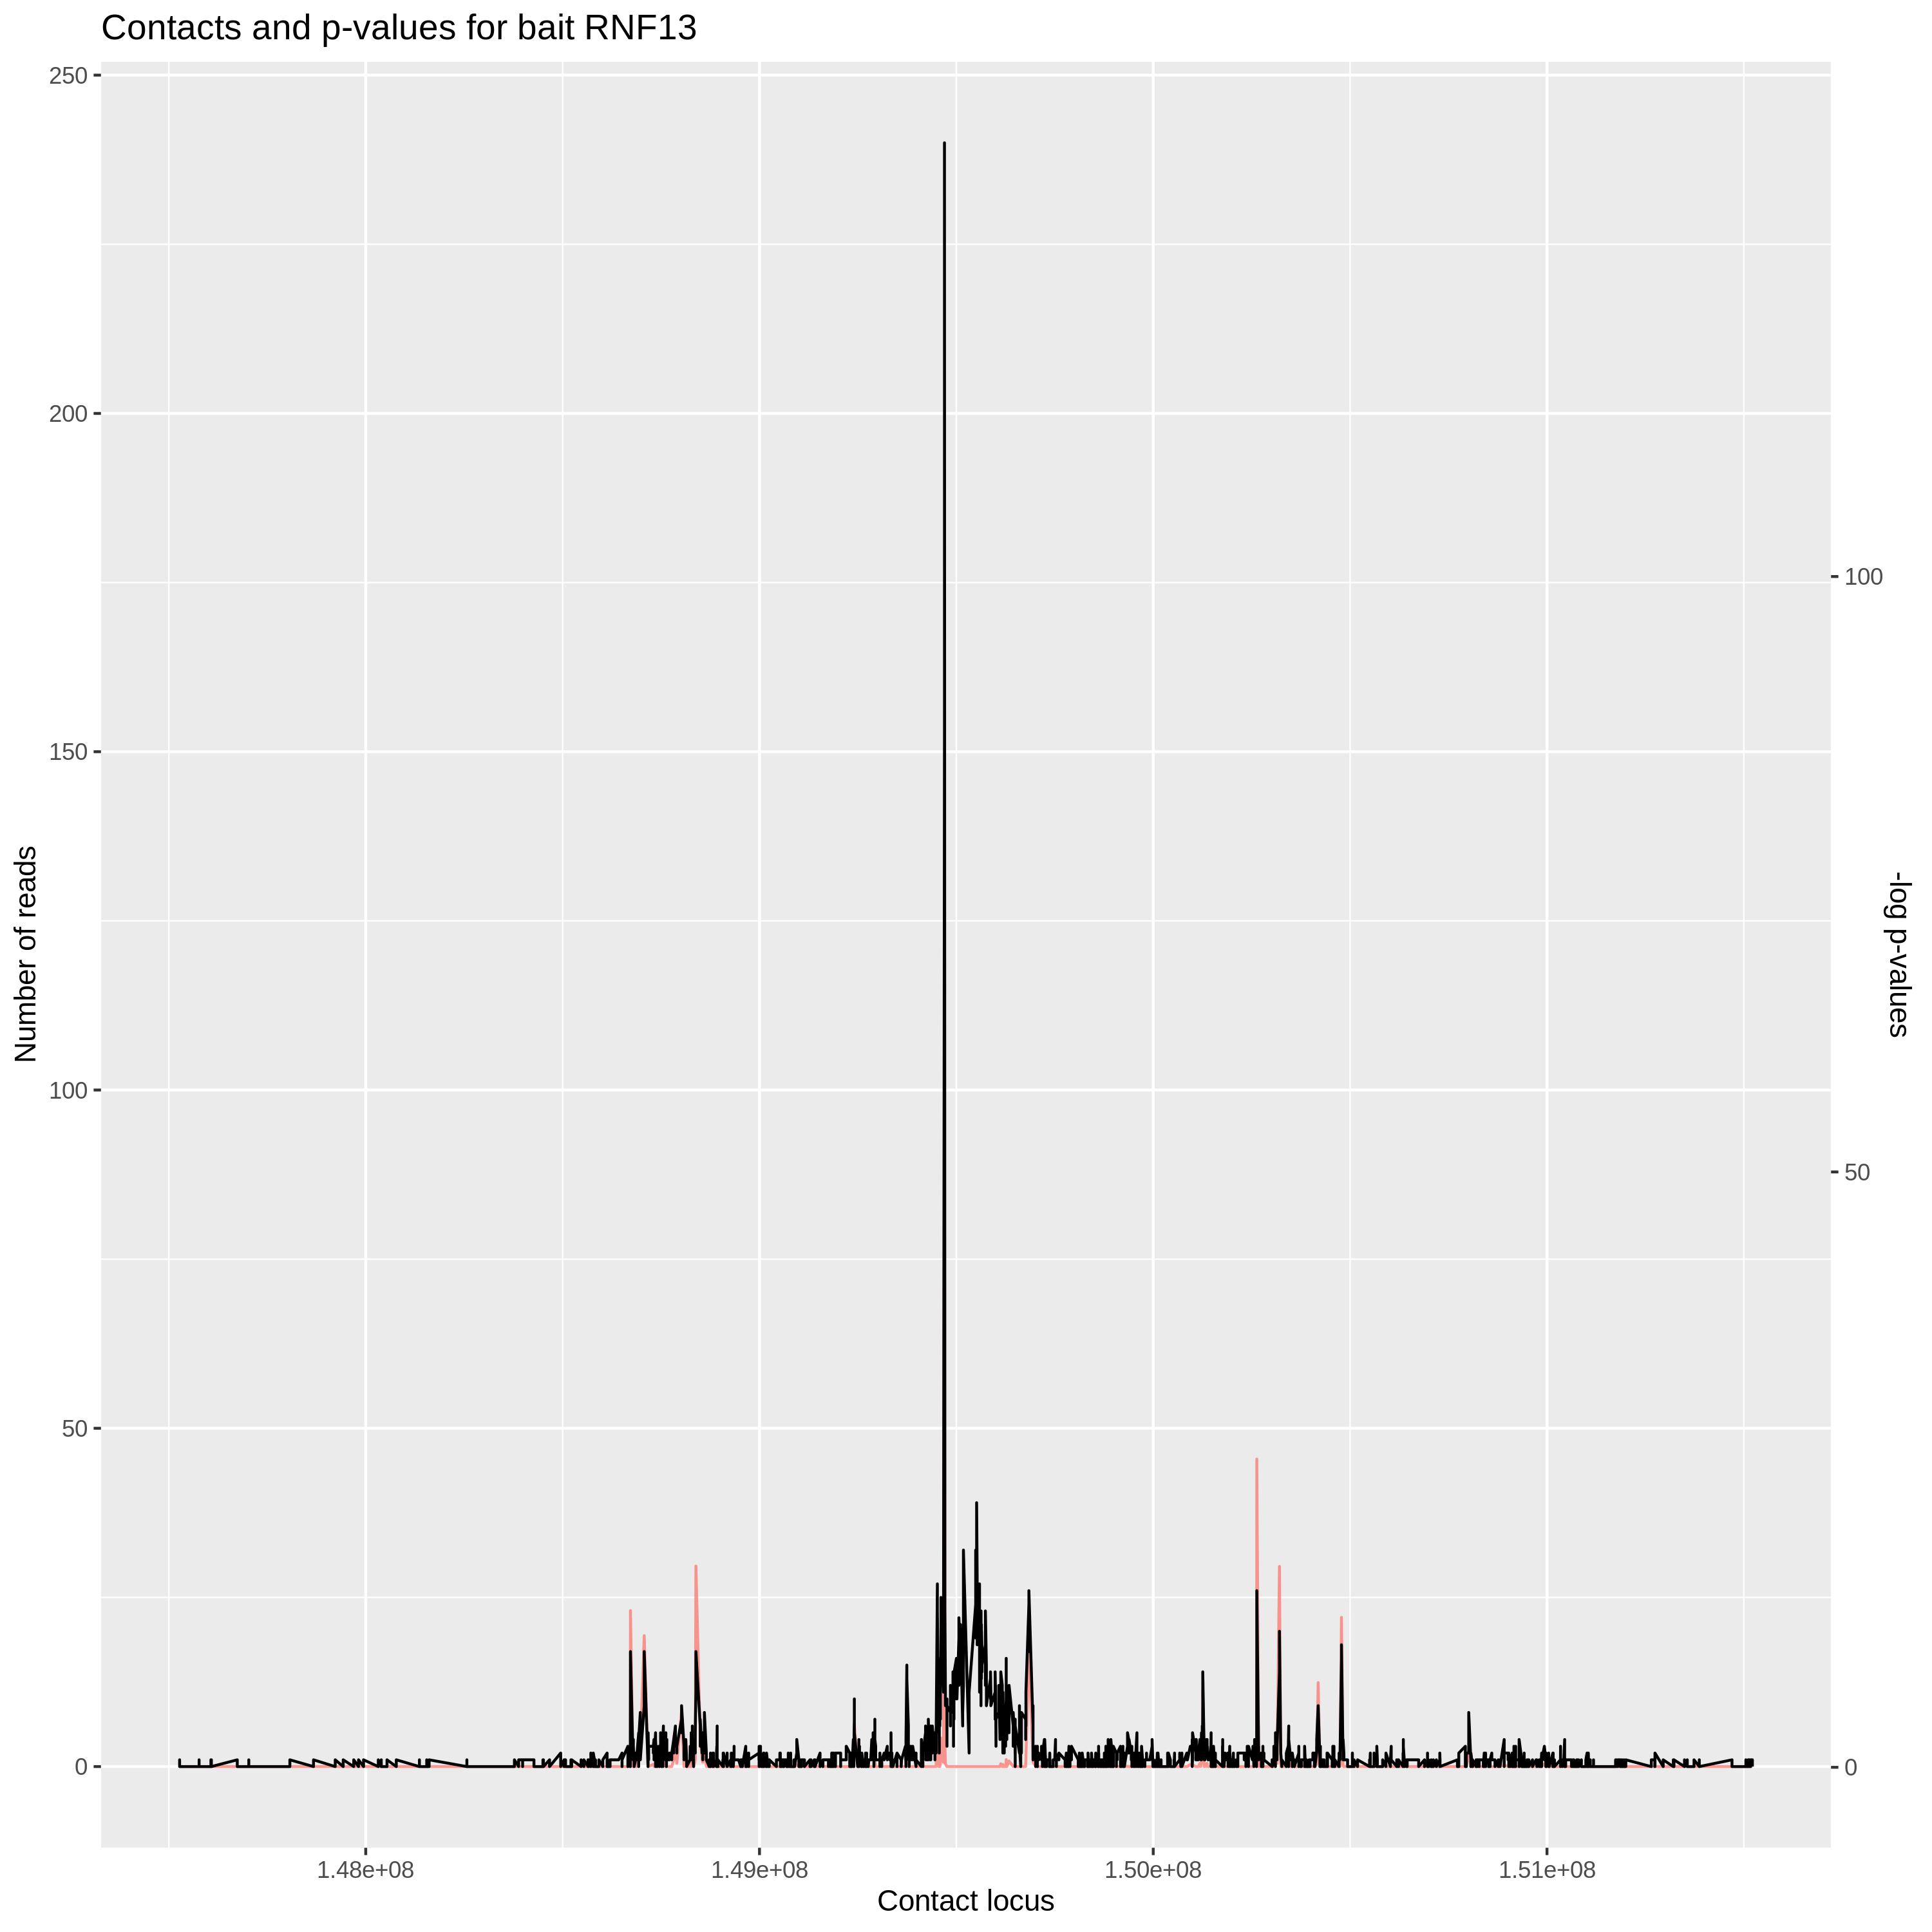 Contacts and p-values for bait RNF13
250
200
150
100
50
0
Number of reads
100
50
0
-log p-values
1.48e+08
1.49e+08
1.50e+08
1.51e+08
Contact locus